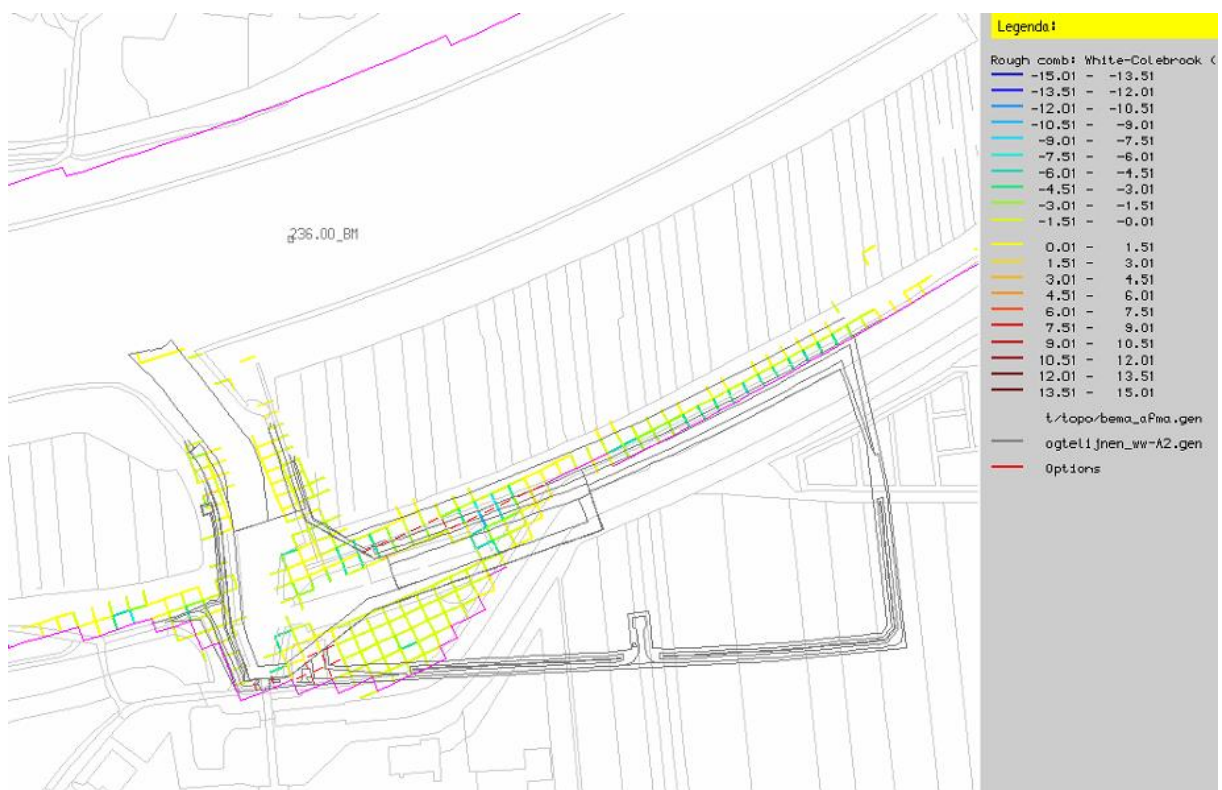 236.00_BM
Legenda:
Rough comb: White-Colebrook (
-15.01 - -13.51
-13.51 - -12.01
-12.01 - -10.51
-10.51 - -9.01
-9.01 - -7.51
-7.51 - -6.01
-6.01 - -4.51
-4.51 - -3.01
-3.01 - -1.51
-1.51 - -0.01
0.01 - 1.51
1.51 - 3.01
3.01 - 4.51
4.51 - 6.01
6.01 - 7.51
7.51 - 9.01
9.01 - 10.51
10.51 - 12.01
12.01 - 13.51
13.51 - 15.01
t/topo/bema_afma.gen
ogtelijnen_ww-A2.gen
Options